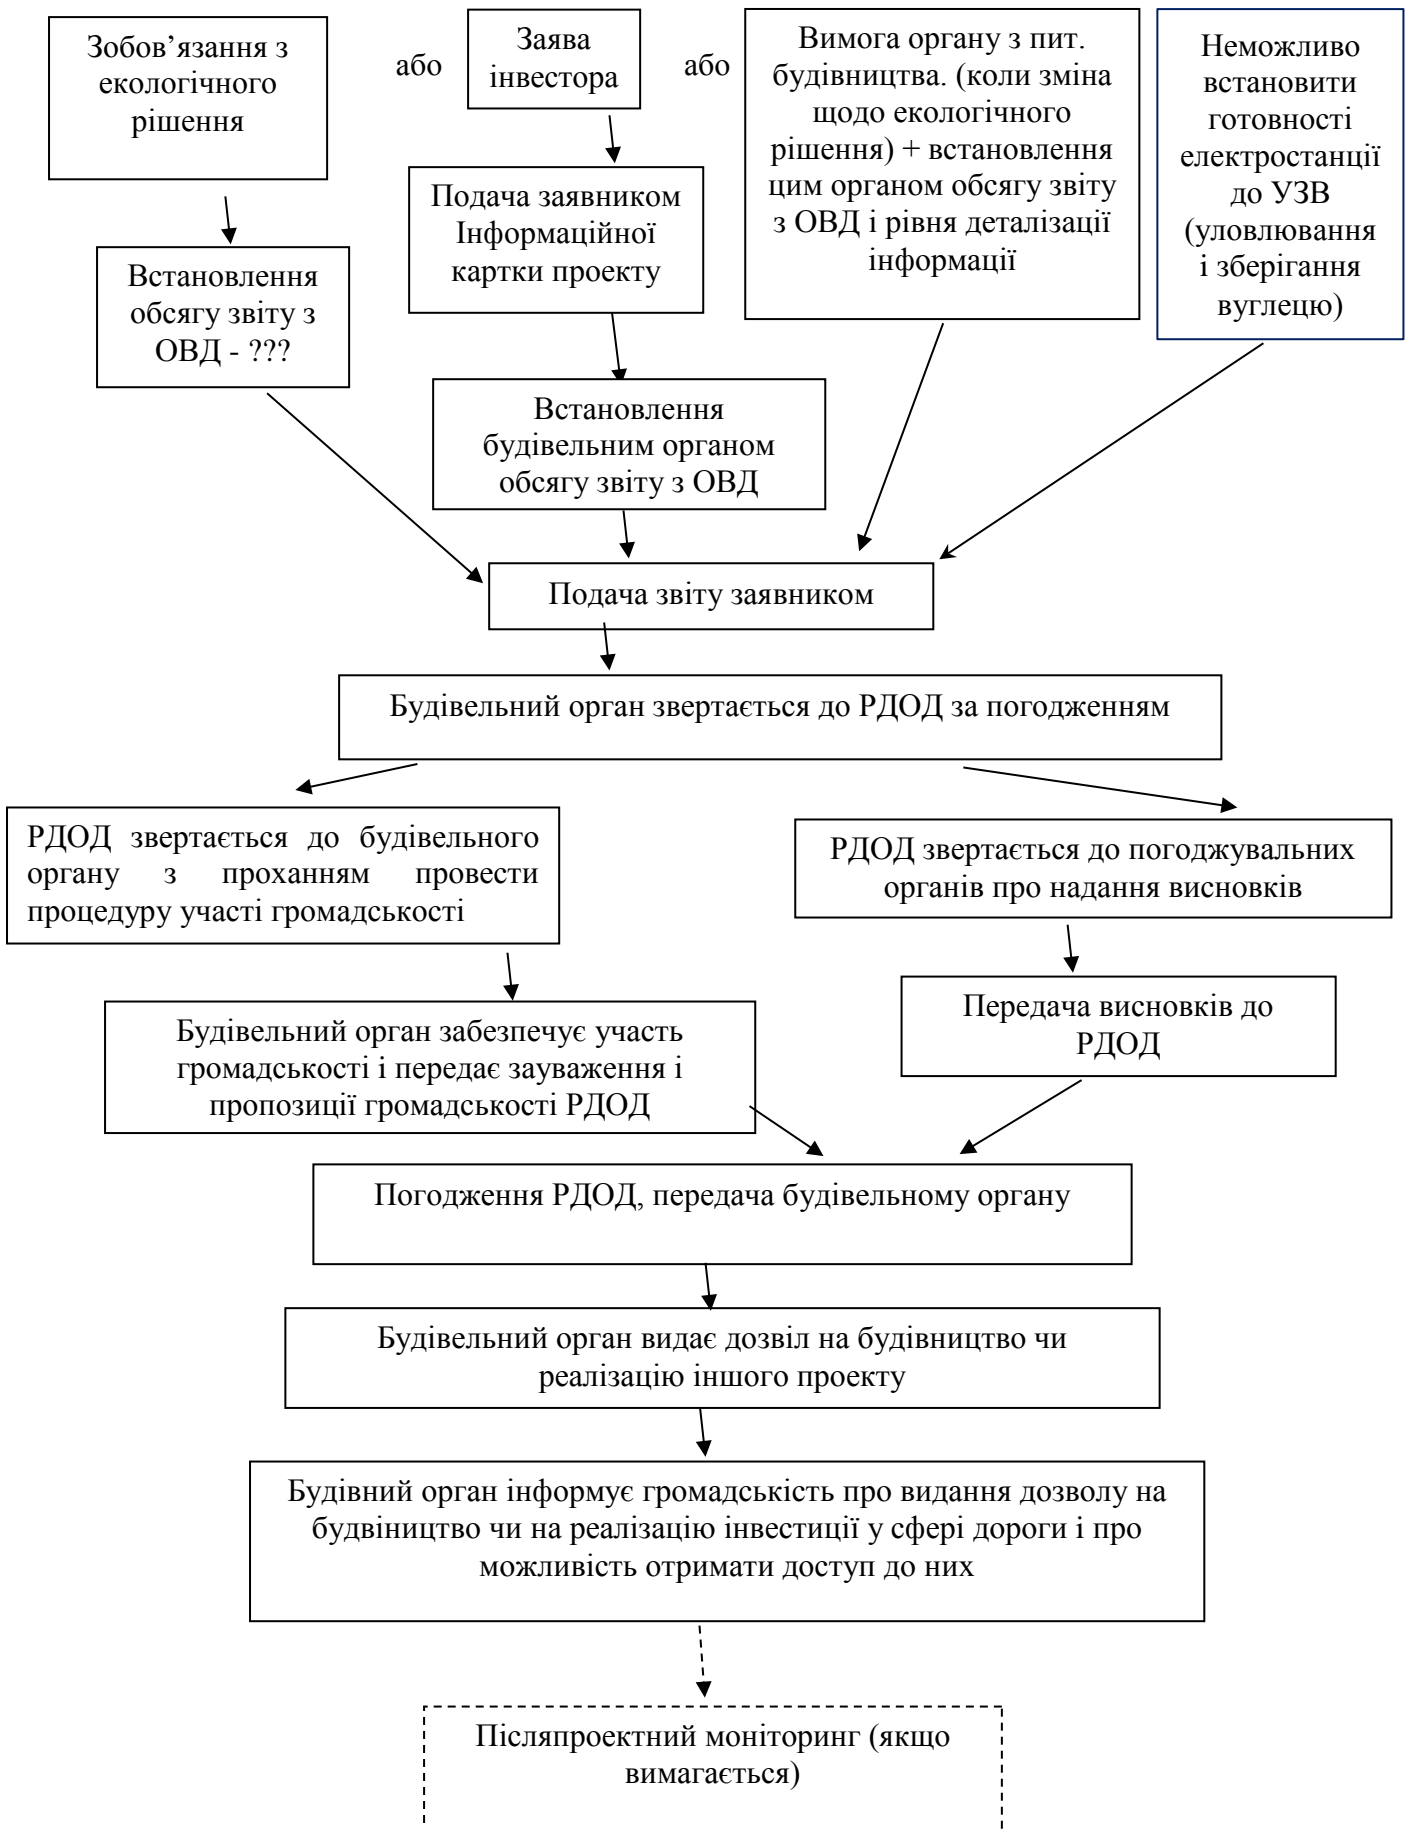 Зобов’язання з
екологічного
рішення
або
Заява
інвестора
або
Вимога органу з пит.
будівництва. (коли зміна
щодо екологічного
рішення) + встановлення
цим органом обсягу звіту
з ОВД і рівня деталізації
інформації
Неможливо
встановити
готовності
електростанції
до УЗВ
(уловлювання
і зберігання
вуглецю)
Подача заявником
Інформаційної
картки проекту
Встановлення
обсягу звіту з
ОВД - ???
Встановлення
будівельним органом
обсягу звіту з ОВД
Подача звіту заявником
Будівельний орган звертається до РДОД за погодженням
РДОД звертається до будівельного
органу з проханням провести
процедуру участі громадськості
РДОД звертається до погоджувальних
органів про надання висновків
Будівельний орган забезпечує участь
громадськості і передає зауваження і
пропозиції громадськості РДОД
Передача висновків до
РДОД
Погодження РДОД, передача будівельному органу
Будівельний орган видає дозвіл на будівництво чи
реалізацію іншого проекту
Будівний орган інформує громадськість про видання дозволу на
будвіництво чи на реалізацію інвестиції у сфері дороги і про
можливість отримати доступ до них
Післяпроектний моніторинг (якщо
вимагається)